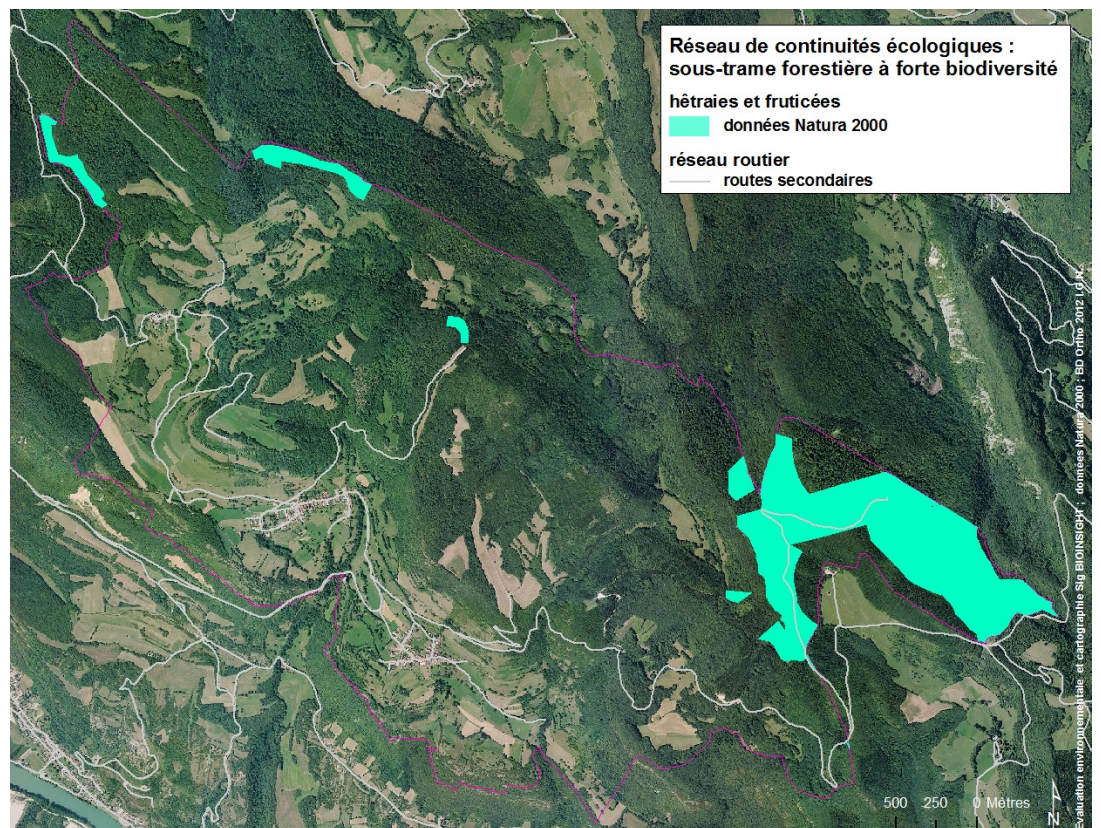 Réseau de continuités écologiques :
sous-trame forestière à forte biodiversité
hêtraies et fruticées
données Natura 2000
réseau routier
routes secondaires
Evaluation environnementale et cartographie Sig BIOINSIGHT ; données Natura 2000 ; BD Ortho 2012 I.G.N.
500 250 0 Mètres
N